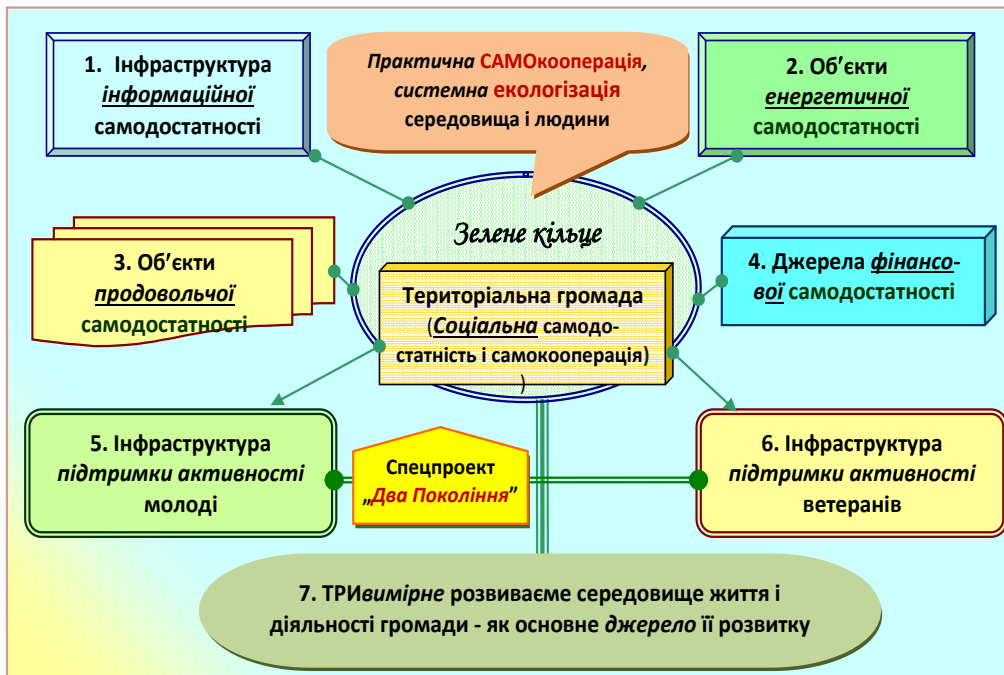 1. Інфраструктура
інформаційної
самодостатності
Практична САМОкооперація,
системна екологізація
середовища і людини
2. Об’єкти
енергетичної
самодостатності
Зелене кільце
3. Об’єкти
продовольчої
самодостатності
4. Джерела фінансо-
вої самодостатності
Територіальна громада
(Соціальна самодо-
статність і самокооперація)
)
5. Інфраструктура
підтримки активності
молоді
Спецпроект
„Два Покоління”
6. Інфраструктура
підтримки активності
ветеранів
7. ТРИвимірне розвиваєме середовище життя і
діяльності громади - як основне джерело її розвитку